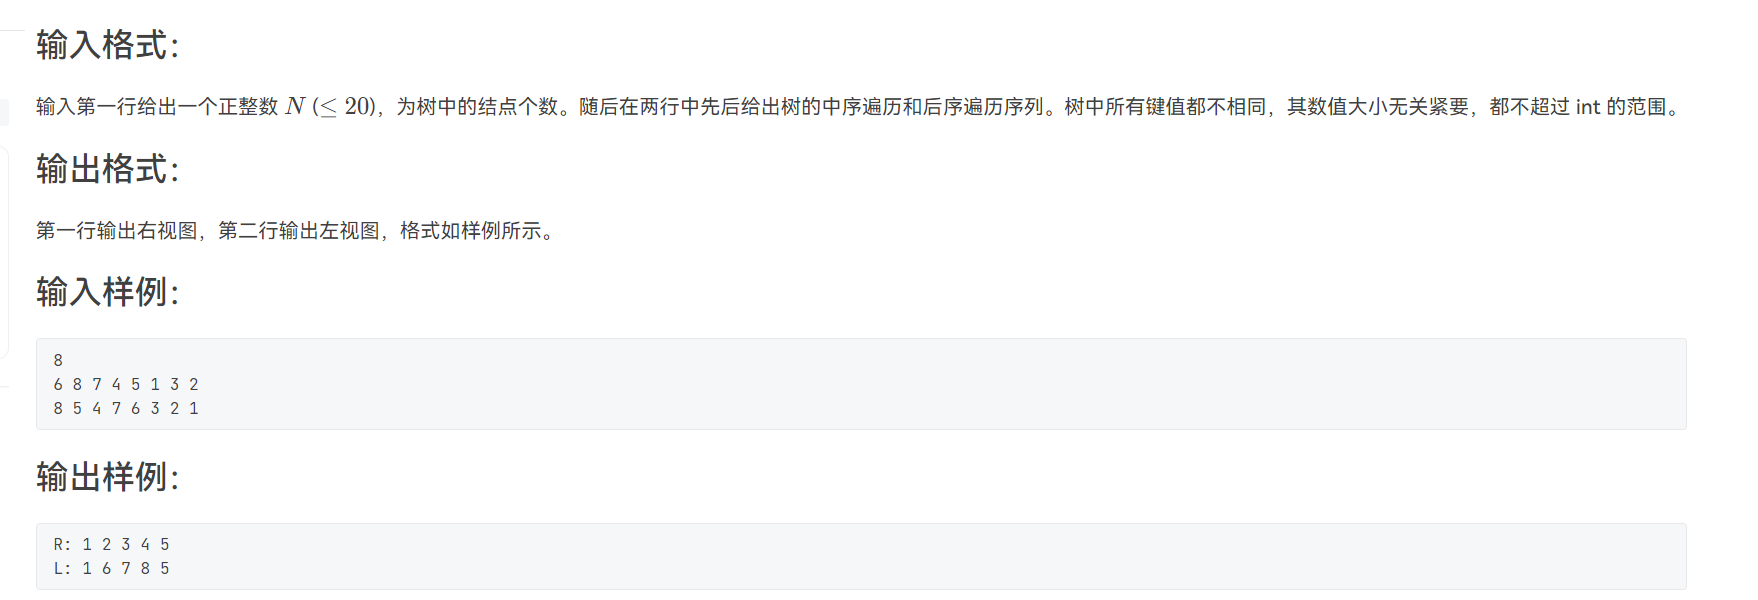 输入格式：
输入第一行给出一个正整数 N (≤ 20)，为树中的结点个数。随后在两行中先后给出树的中序遍历和后序遍历序列。树中所有键值都不相同，其数值大小无关紧要，都不超过 int 的范围。
输出格式：
第一行输出右视图，第二行输出左视图，格式如样例所示。
输入样例：
8
6 8 7 4 5 1 3 2
8 5 4 7 6 3 2 1
输出样例：
R: 1 2 3 4 5
L: 1 6 7 8 5